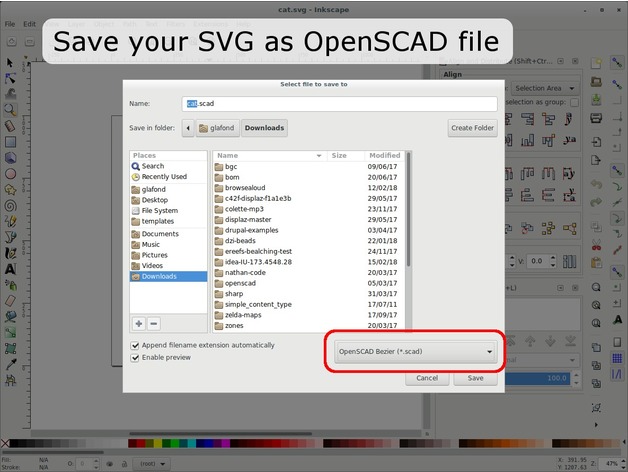 cat.svg - Inkscape
File
Edit
Save your SVG as OpenSCAD file
Select file to save to
Name:
cat.scad
Save in folder:
glafond
Downloads
Create Folder
Places
Search
Recently Used
glafond
Desktop
File System
templates
Documents
Music
Pictures
Videos
Downloads
Name
Size
Modified
bgc
09/06/17
bom
20/06/17
browsealoud
12/02/18
c42f-displaz-f1a1e3b
29/05/17
colette-mp3
23/11/17
displaz-master
29/05/17
drupal-examples
03/04/17
dzi-beads
22/01/18
ereefs-bealching-test
24/11/17
idea-IU-173.4548.28
15/02/18
nathan-code
20/03/17
openscad
05/03/17
sharp
31/03/17
simple_content_type
17/07/11
zelda-maps
17/09/17
zones
20/03/17
Append filename extension automatically
Enable preview
OpenSCAD Bezier (*.scad)
Cancel
Save
(Shift+Ctr...
Align
Selection Area
selection as group:
V:
0.0
+L)
100.0
Fill:
N/A
Stroke:
N/A
O:
0
(root)
X: 391.95
Y: 1207.63
Z:
47%